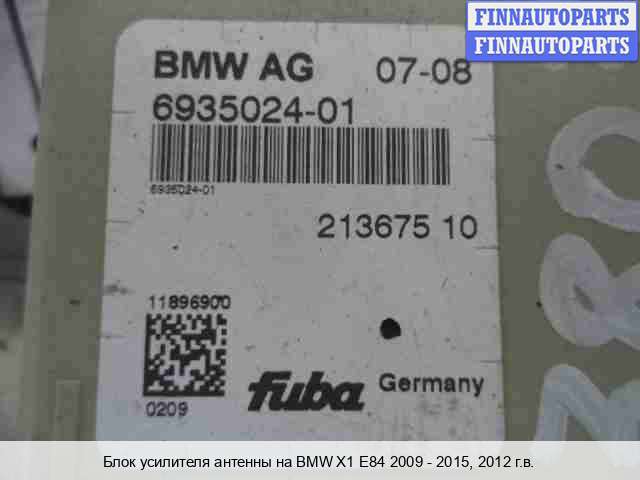 FINNAUTOPARTS
FINNAUTOPARTS
BMW AG 07-08
6935024-01
6935024-01
213675 10
11896900
0209
fuba Germany
Блок усилителя антенны на BMW X1 E84 2009 - 2015, 2012 г.в.